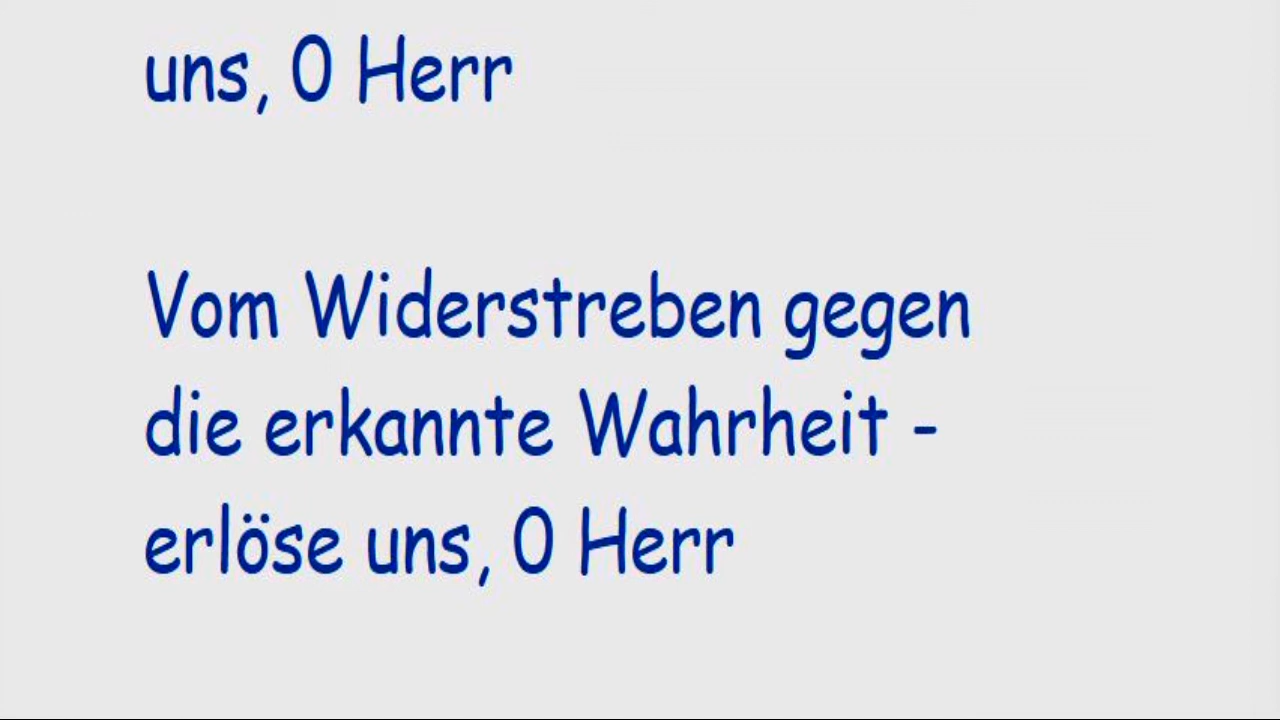 uns, O Herr
Vom Widerstreben gegen
die erkannte Wahrheit -
erlöse uns, O Herr